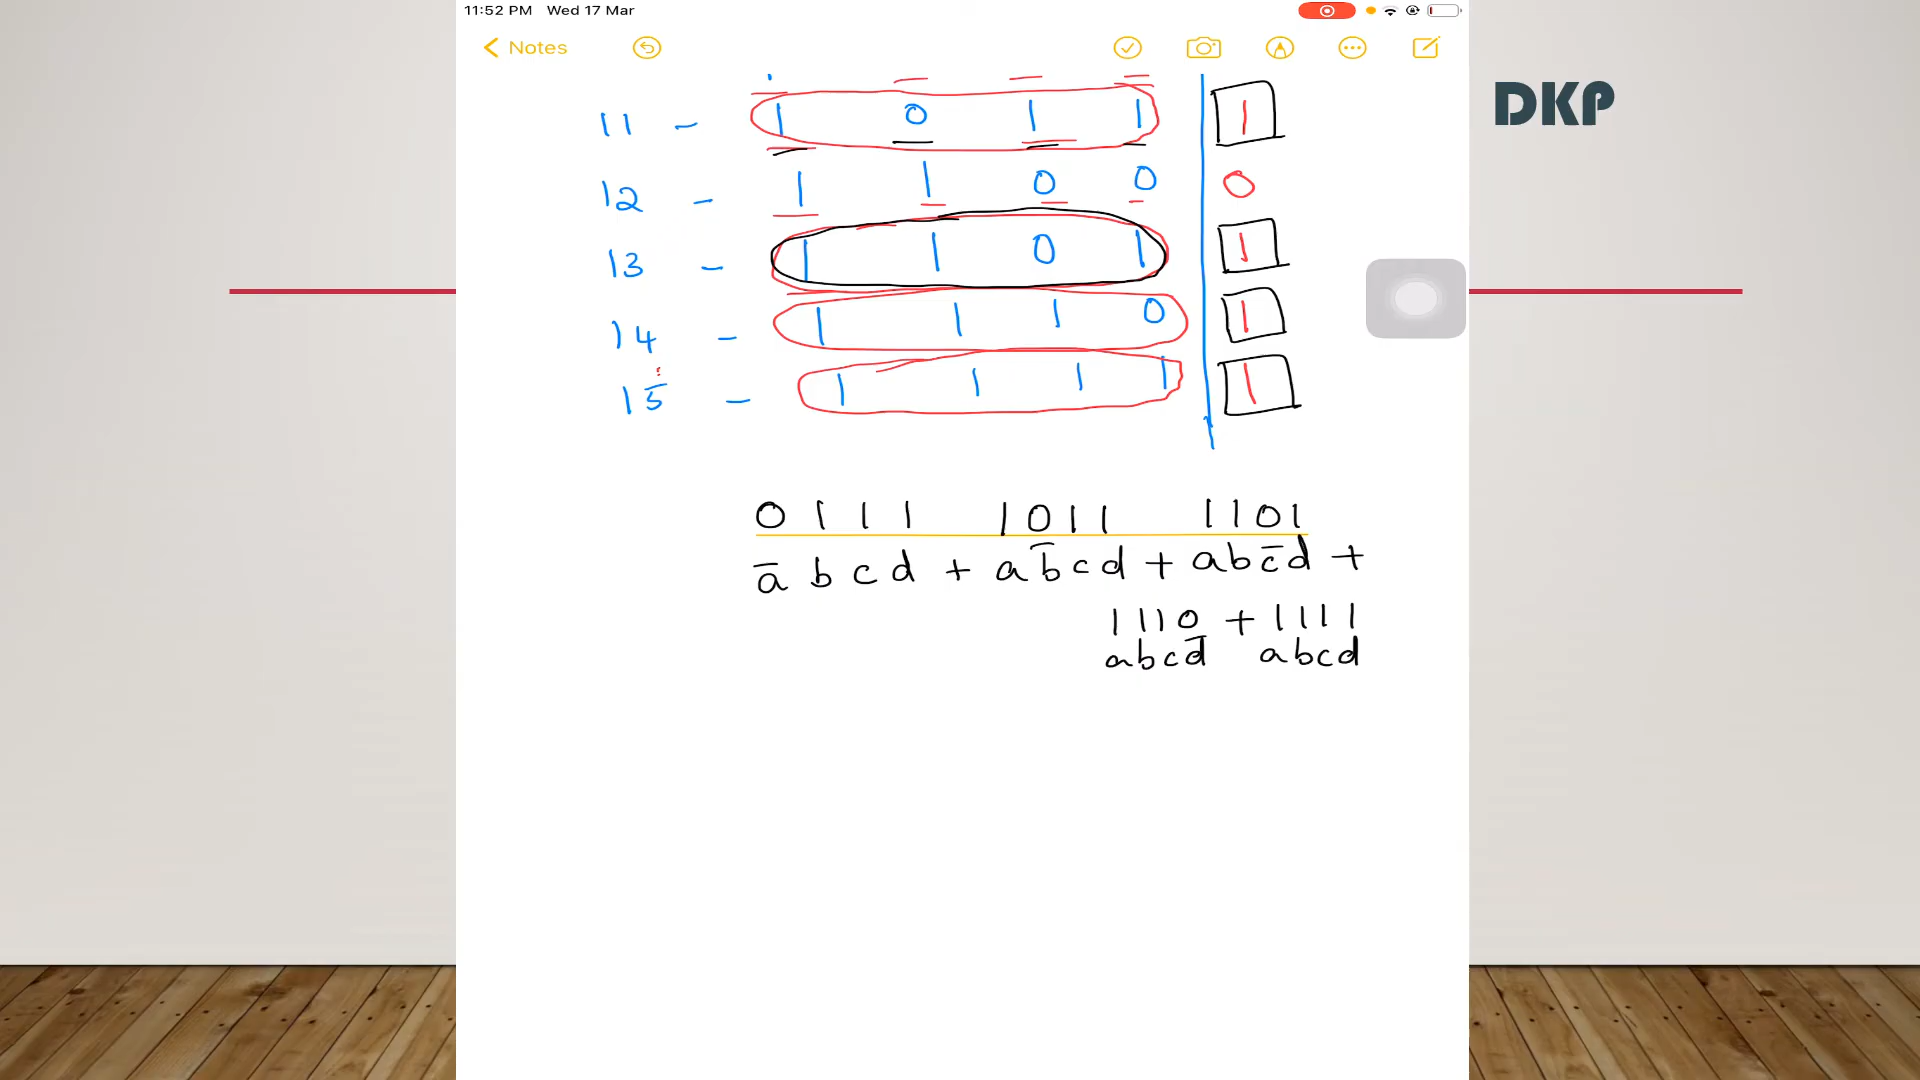 11:52 PM Wed 17 Mar
Notes
DKP
11 - 1 0 1 1 1
12 - 1 1 0 0 0
13 - 1 1 0 1 1
14 - 1 1 1 0 1
15 - 1 1 1 1 1
0 1 1 1 1 0 1 1 1 1 0 1
a̅ b c d + a b̅ c d + a b c̅ d +
1 1 1 0 + 1 1 1 1
a b c d̅ a b c d